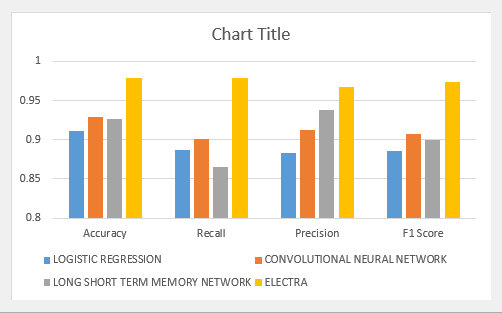 Chart Title
1
0.95
0.9
0.85
0.8
Accuracy Recall Precision F1 Score
LOGISTIC REGRESSION CONVOLUTIONAL NEURAL NETWORK
LONG SHORT TERM MEMORY NETWORK ELECTRA